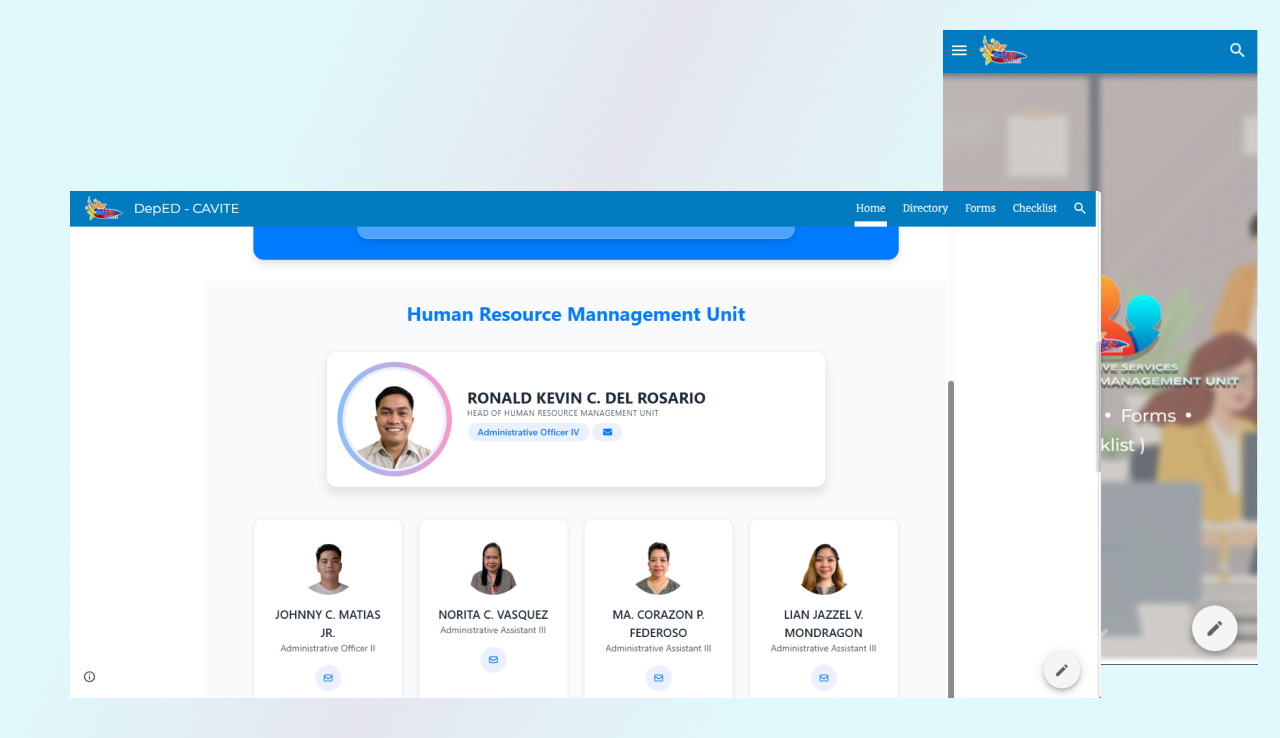 DepED - CAVITE
Home Directory Forms Checklist
Human Resource Mannagement Unit
RONALD KEVIN C. DEL ROSARIO
HEAD OF HUMAN RESOURCE MANAGEMENT UNIT
Administrative Officer IV
JOHNNY C. MATIAS
JR.
Administrative Officer II
NORITA C. VASQUEZ
Administrative Assistant III
MA. CORAZON P.
FEDEROSO
Administrative Assistant III
LIAN JAZZEL V.
MONDRAGON
Administrative Assistant III
VE SERVICES
MANAGEMENT UNIT
• Forms •
klist )